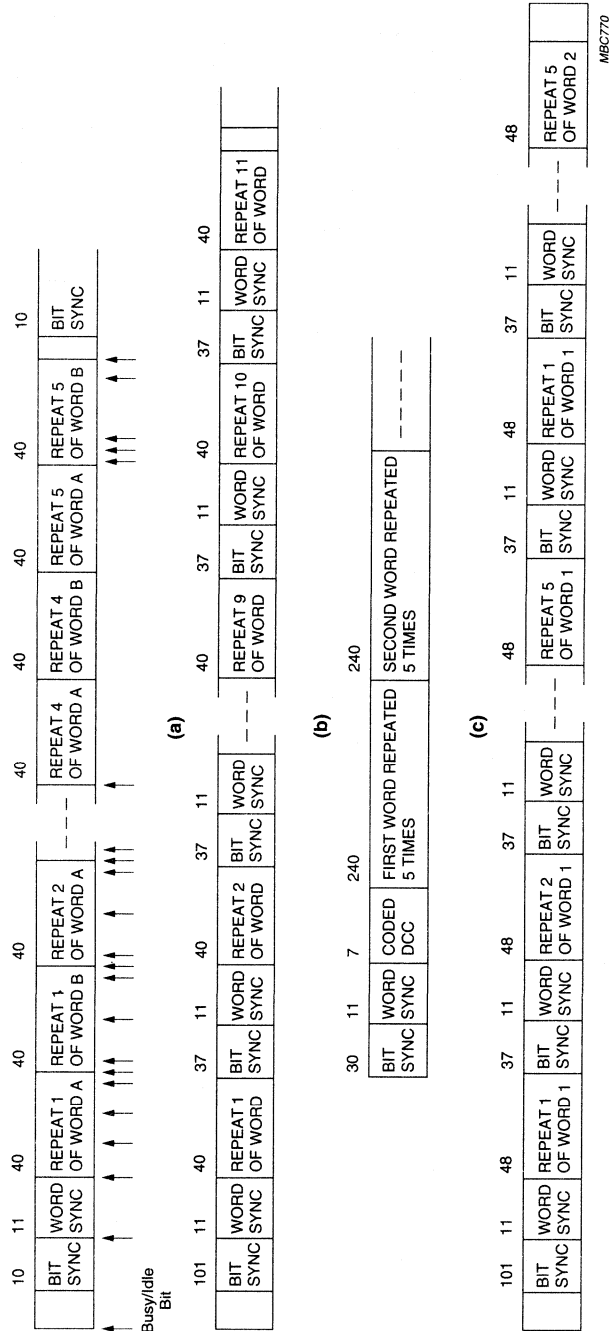 10 11 40 40 40 40 40 40 40 10
BIT WORD REPEAT 1 REPEAT 1 REPEAT 2 REPEAT 4 REPEAT 4 REPEAT 5 REPEAT 5 BIT
SYNC SYNC OF WORD A OF WORD B OF WORD A OF WORD A OF WORD B OF WORD A OF WORD B SYNC
Busy/Idle
Bit
(a)
101 11 40 37 11 40 37 11 40 37 11 40 37 11 40
BIT WORD REPEAT 1 BIT WORD REPEAT 2 BIT WORD REPEAT 9 BIT WORD REPEAT 10 BIT WORD REPEAT 11
SYNC SYNC OF WORD SYNC SYNC OF WORD SYNC SYNC OF WORD SYNC SYNC OF WORD SYNC SYNC OF WORD
(b)
30 11 7 240 240
BIT WORD CODED FIRST WORD REPEATED SECOND WORD REPEATED
SYNC SYNC DCC 5 TIMES 5 TIMES
(c)
101 11 48 37 11 48 37 11 48 37 11 48 37 11 48
BIT WORD REPEAT 1 BIT WORD REPEAT 2 BIT WORD REPEAT 5 BIT WORD REPEAT 1 BIT WORD REPEAT 5
SYNC SYNC OF WORD 1 SYNC SYNC OF WORD 1 SYNC SYNC OF WORD 1 SYNC SYNC OF WORD 1 SYNC SYNC OF WORD 2
MBC770